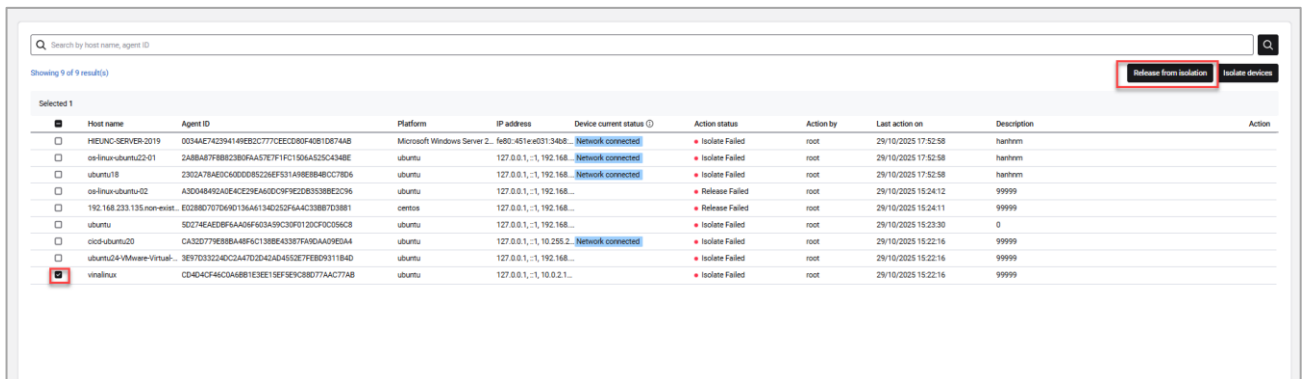 Search by host name, agent ID
Showing 9 of 9 result(s)
Release from isolation Isolate devices
Selected 1
Host name Agent ID Platform IP address Device current status Action status Action by Last action on Description Action
HIEUNC-SERVER-2019 0034AE742394149EB2C777CEECD80F40B1D874AB Microsoft Windows Server 2... fe80::451e:e031:34b8... Network connected Isolate Failed root 29/10/2025 17:52:58 hanhnm
os-linux-ubuntu22-01 2A8BA87F8B823B0FAA57E7F1FC1506A525C434BE ubuntu 127.0.0.1, ::1, 192.168.... Network connected Isolate Failed root 29/10/2025 17:52:58 hanhnm
ubuntu18 2302A78AE0C60DDD85226EF531A98E8B4BCC78D6 ubuntu 127.0.0.1, ::1, 192.168.... Network connected Isolate Failed root 29/10/2025 17:52:58 hanhnm
os-linux-ubuntu-02 A3D048492A0E4CE29EA60DC9F9E2DB3538BE2C96 ubuntu 127.0.0.1, ::1, 192.168.... Release Failed root 29/10/2025 15:24:12 99999
192.168.233.135.non-exist... E0288D707D69D136A6134D252F6A4C33BB7D3881 centos 127.0.0.1, ::1, 192.168.... Release Failed root 29/10/2025 15:24:11 99999
ubuntu 5D274EAEDBF6AA06F603A59C30F0120CF0C056C8 ubuntu 127.0.0.1, ::1, 192.168.... Isolate Failed root 29/10/2025 15:23:30 0
cicd-ubuntu20 CA32D779E88BA48F6C138BE43387FA9DAA09E0A4 ubuntu 127.0.0.1, ::1, 10.255.2... Network connected Isolate Failed root 29/10/2025 15:22:16 99999
ubuntu24-VMware-Virtual-... 3E97D33224DC2A47D2D42AD4552E7FEBD9311B4D ubuntu 127.0.0.1, ::1, 192.168.... Isolate Failed root 29/10/2025 15:22:16 99999
vinalinux CD4D4CF46C0A6BB1E3EE15EF5E9C88D77AAC77AB ubuntu 127.0.0.1, ::1, 10.0.2.1... Isolate Failed root 29/10/2025 15:22:16 99999